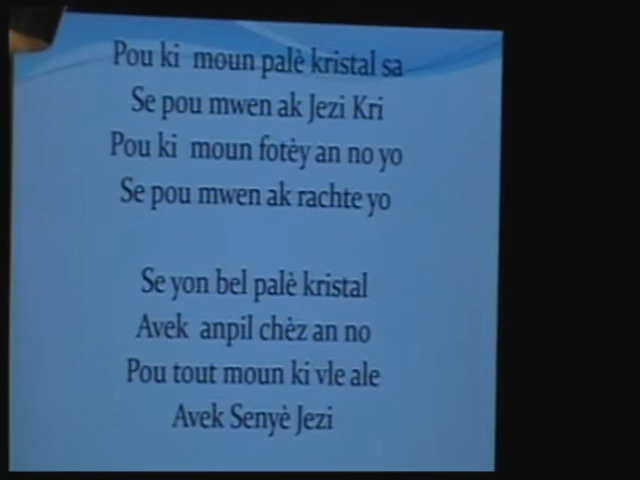 Pou ki moun palè kristal sa
Se pou mwen ak Jezi Kri
Pou ki moun fotèy an no yo
Se pou mwen ak rachte yo
Se yon bel palè kristal
Avek anpil chèz an no
Pou tout moun ki vle ale
Avek Senyè Jezi